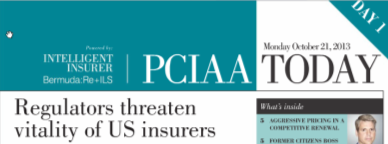 DAY 1
Powered by:
INTELLIGENT
INSURER
Bermuda:Re+ILS
PCIAA TODAY
Monday October 21, 2013
Regulators threaten
vitality of US insurers
What's inside
5 AGGRESSIVE PRICING IN A
COMPETITIVE RENEWAL
5 FORMER CITIZENS BOSS